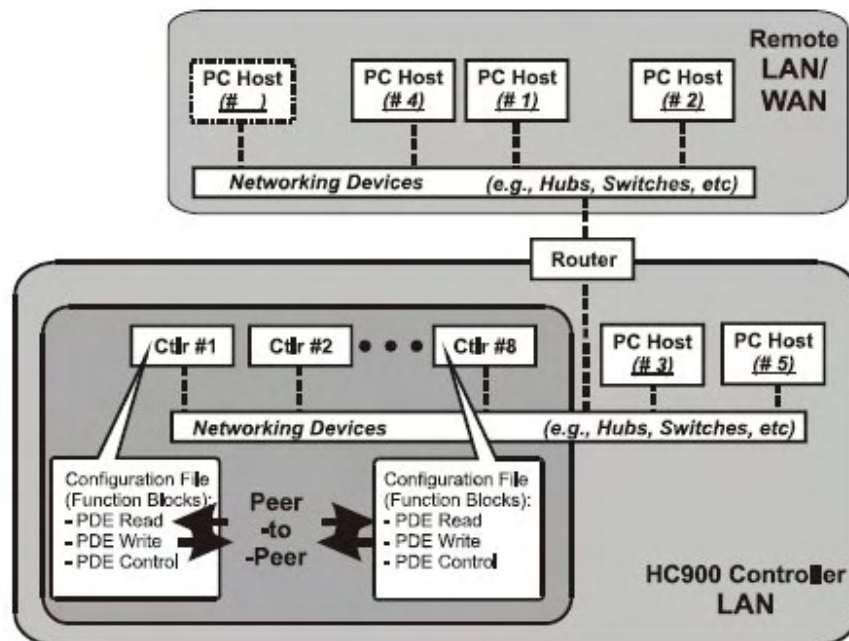 Remote
LAN/
WAN
PC Host
(#    )
PC Host
(# 4)
PC Host
(# 1)
PC Host
(# 2)
Networking Devices (e.g., Hubs, Switches, etc)
Router
Ctlr #1
Ctlr #2
Ctlr #8
PC Host
(# 3)
PC Host
(# 5)
Networking Devices (e.g., Hubs, Switches, etc)
Configuration File
(Function Blocks):
- PDE Read
- PDE Write
- PDE Control
Peer
-to
-Peer
Configuration File
(Function Blocks):
- PDE Read
- PDE Write
- PDE Control
HC900 Controller
LAN